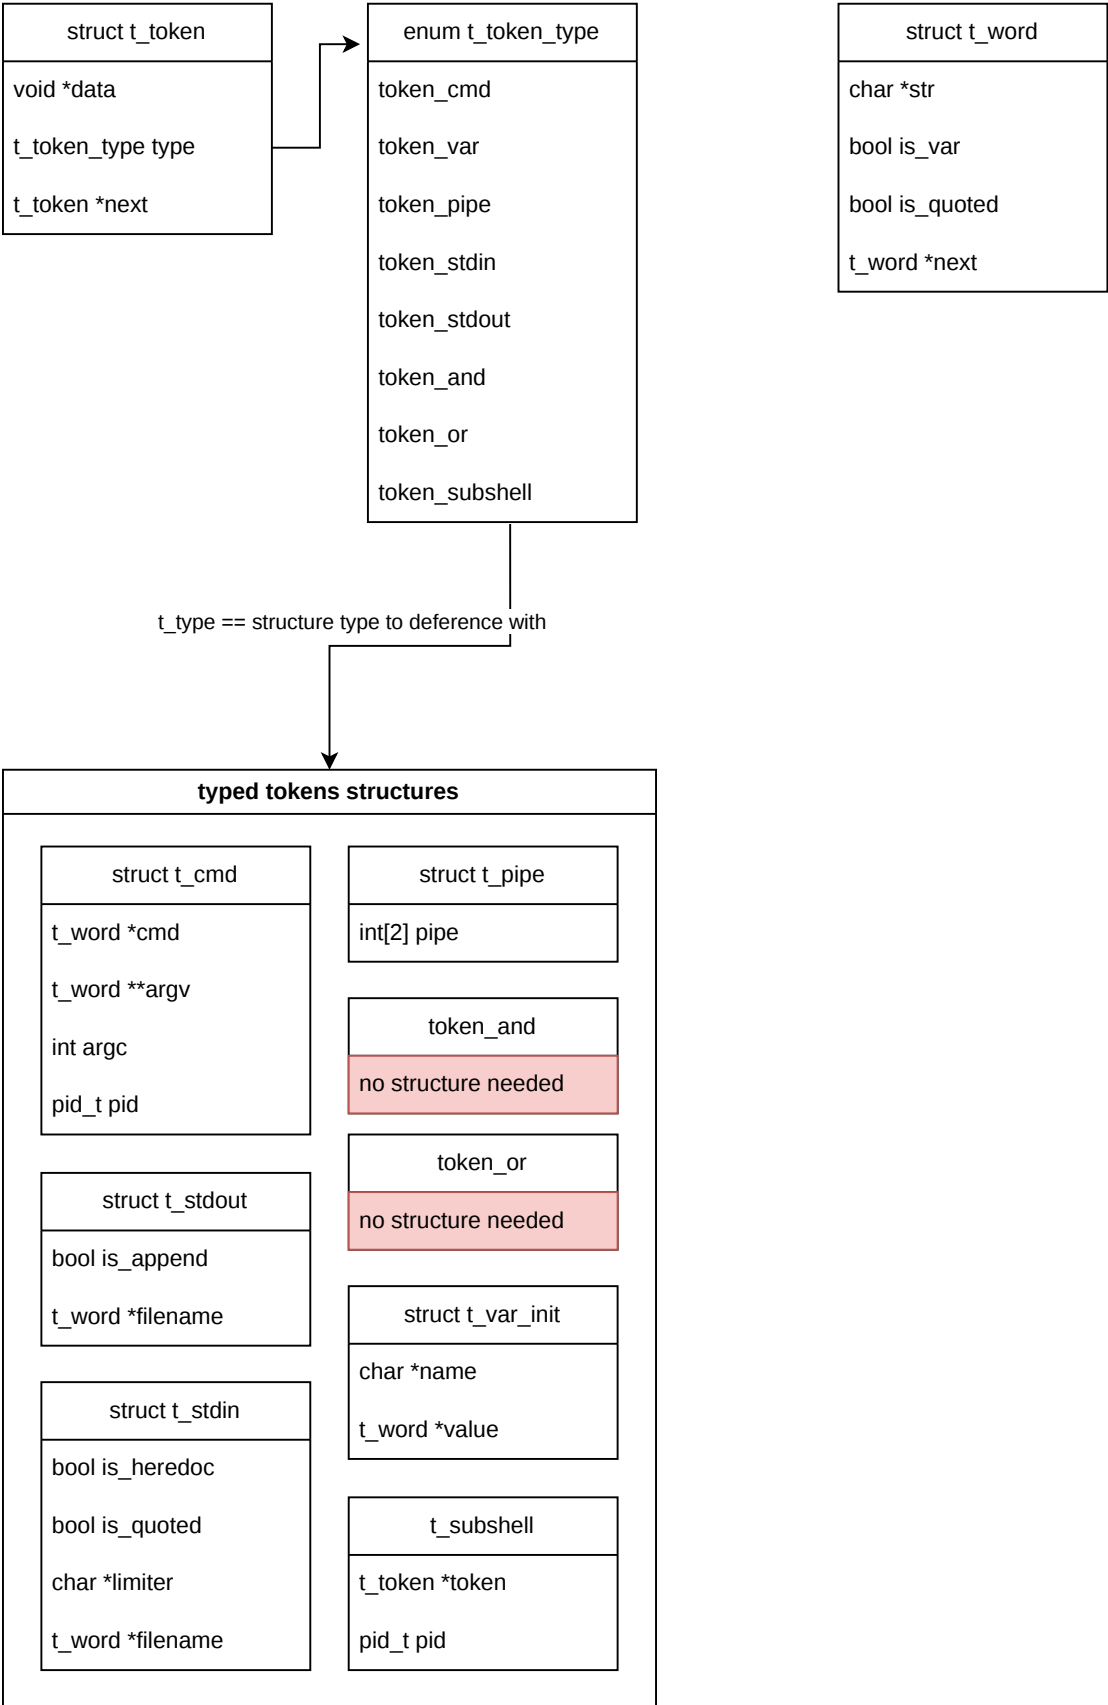 struct t_token
void *data
t_token_type type
t_token *next
enum t_token_type
token_cmd
token_var
token_pipe
token_stdin
token_stdout
token_and
token_or
token_subshell
struct t_word
char *str
bool is_var
bool is_quoted
t_word *next
t_type == structure type to deference with
typed tokens structures
struct t_cmd
t_word *cmd
t_word **argv
int argc
pid_t pid
struct t_stdout
bool is_append
t_word *filename
struct t_stdin
bool is_heredoc
bool is_quoted
char *limiter
t_word *filename
struct t_pipe
int[2] pipe
token_and
no structure needed
token_or
no structure needed
struct t_var_init
char *name
t_word *value
t_subshell
t_token *token
pid_t pid